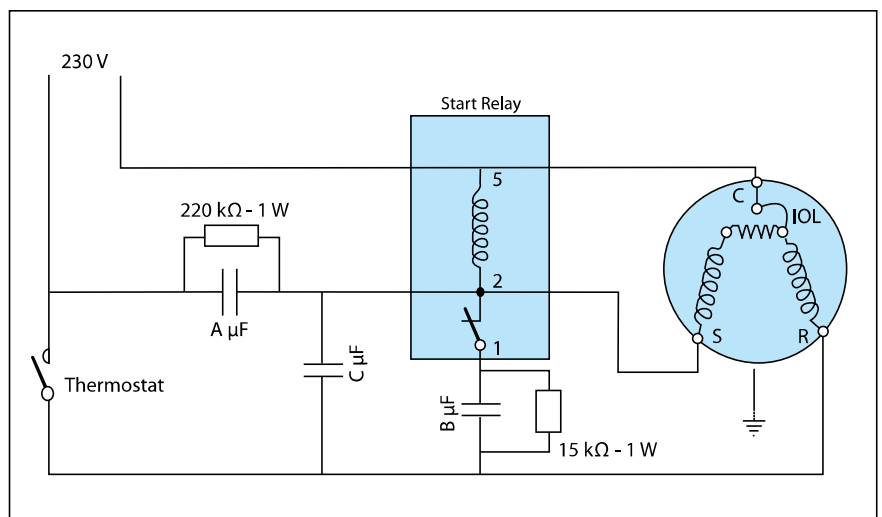 230 V
Start Relay
5
C
IOL
220 kΩ - 1 W
2
A μF
S
R
1
C μF
Thermostat
B μF
15 kΩ - 1 W